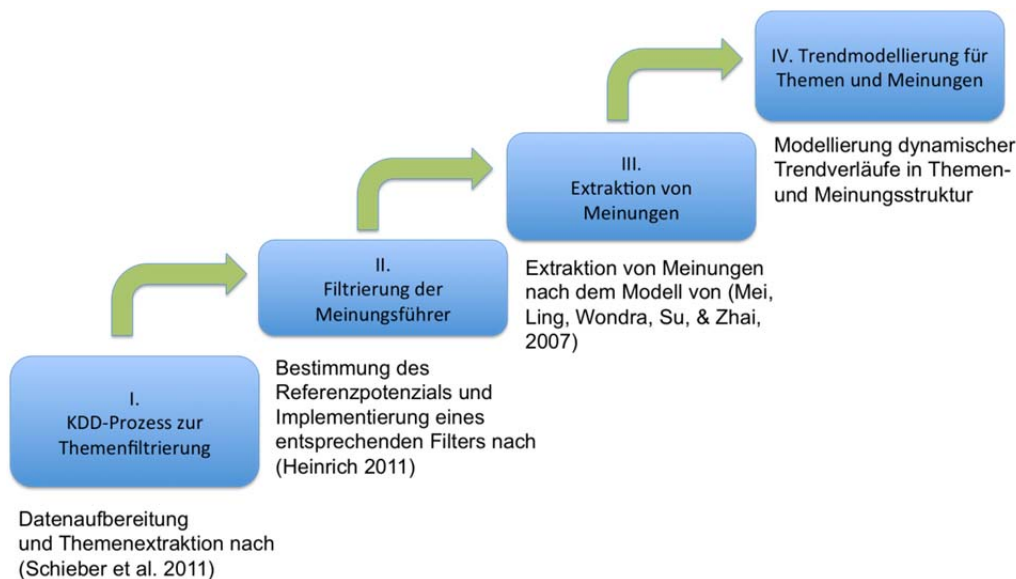 I.
KDD-Prozess zur
Themenfiltrierung
Datenaufbereitung
und Themenextraktion nach
(Schieber et al. 2011)
II.
Filtrierung der
Meinungsführer
Bestimmung des
Referenzpotenzials und
Implementierung eines
entsprechenden Filters nach
(Heinrich 2011)
III.
Extraktion von
Meinungen
Extraktion von Meinungen
nach dem Modell von (Mei,
Ling, Wondra, Su, & Zhai,
2007)
IV. Trendmodellierung für
Themen und Meinungen
Modellierung dynamischer
Trendverläufe in Themen-
und Meinungsstruktur